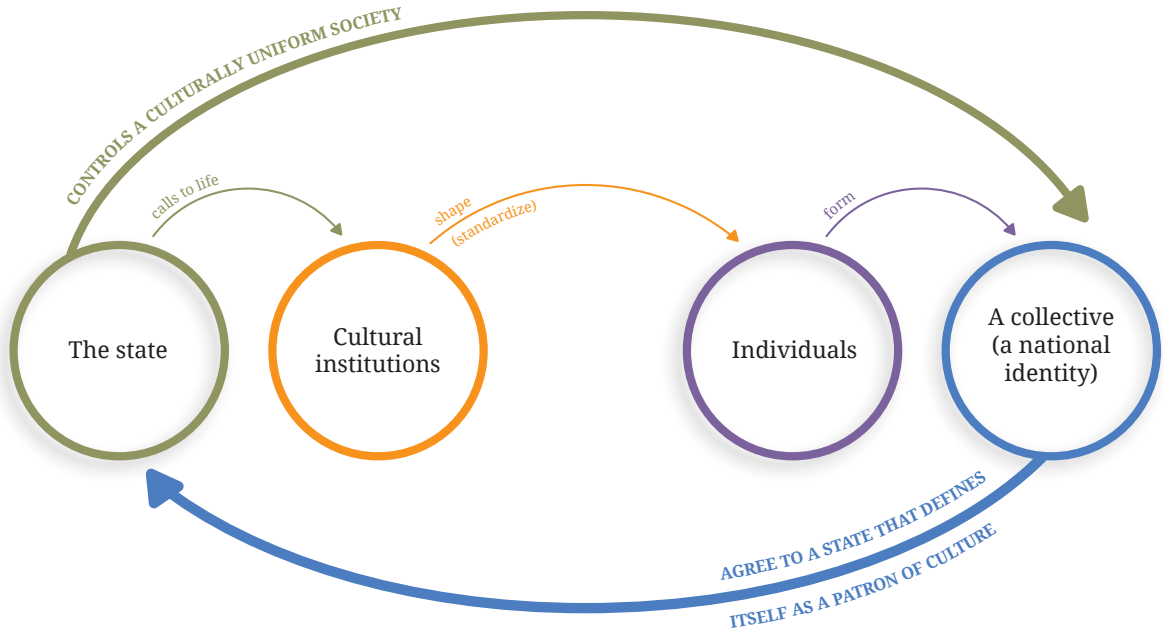 CONTROLS A CULTURALLY UNIFORM SOCIETY
calls to life
shape
(standardize)
form
The state
Cultural
institutions
Individuals
A collective
(a national
identity)
AGREE TO A STATE THAT DEFINES
ITSELF AS A PATRON OF CULTURE